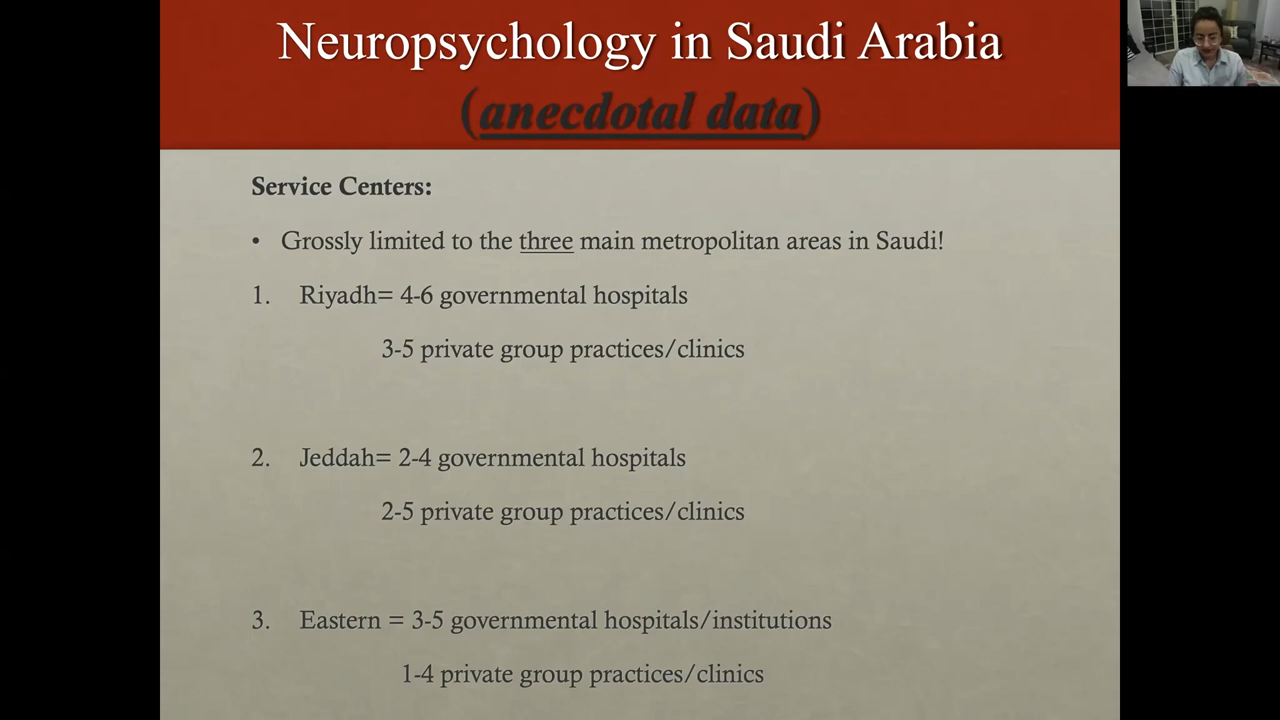 Neuropsychology in Saudi Arabia
(anecdotal data)
Service Centers:
• Grossly limited to the three main metropolitan areas in Saudi!
1. Riyadh= 4-6 governmental hospitals
3-5 private group practices/clinics
2. Jeddah= 2-4 governmental hospitals
2-5 private group practices/clinics
3. Eastern = 3-5 governmental hospitals/institutions
1-4 private group practices/clinics